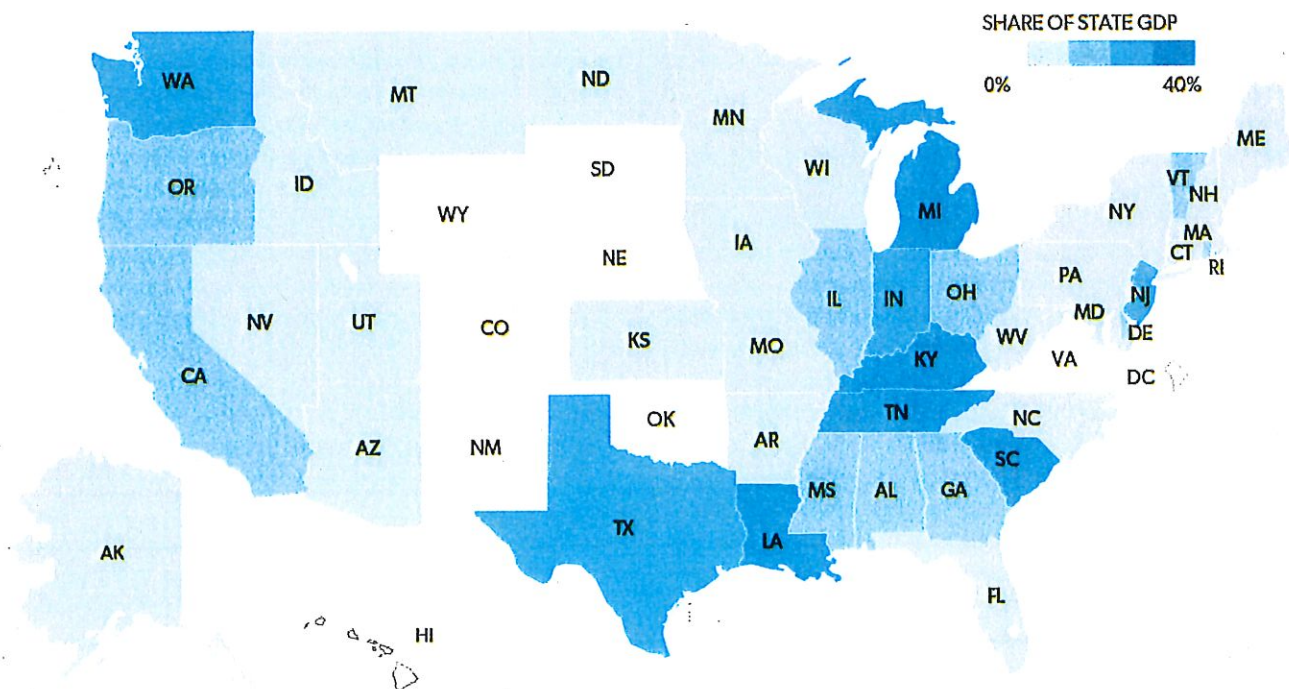 SHARE OF STATE GDP
0% 40%
WA
MT
ND
MN
ME
OR
ID
SD
WI
VT
NH
WY
MI
NY
IA
MA
CT
RI
NE
PA
NJ
NV
UT
CO
IL
IN
OH
MD
DE
KS
MO
WV
VA
DC
CA
KY
OK
TN
NC
AZ
NM
AR
SC
MS
AL
GA
TX
LA
AK
FL
HI